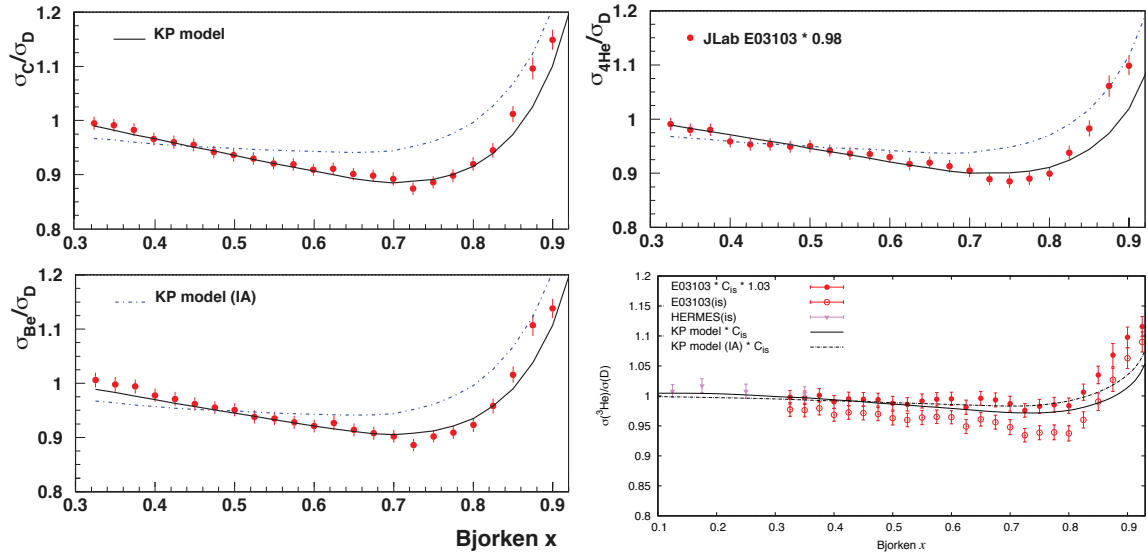 σC/σD
KP model
1.2
1.1
1
0.9
0.8
0.3 0.4 0.5 0.6 0.7 0.8 0.9
σ4He/σD
JLab E03103 * 0.98
1.2
1.1
1
0.9
0.8
0.3 0.4 0.5 0.6 0.7 0.8 0.9
σBe/σD
KP model (IA)
1.2
1.1
1
0.9
0.8
0.3 0.4 0.5 0.6 0.7 0.8 0.9
Bjorken x
σ(³He)/σ(D)
E03103 * Cis * 1.03
E03103(is)
HERMES(is)
KP model * Cis
KP model (IA) * Cis
1.2
1.15
1.1
1.05
1
0.95
0.9
0.85
0.8
0.1 0.2 0.3 0.4 0.5 0.6 0.7 0.8 0.9
Bjorken x